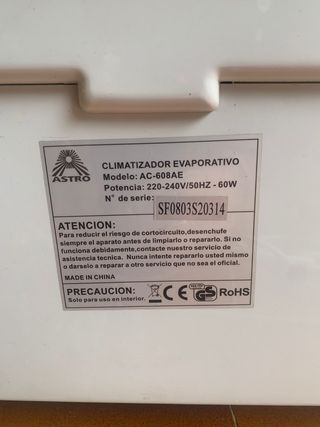 ASTRO
CLIMATIZADOR EVAPORATIVO
Modelo: AC-608AE
Potencia: 220-240V/50HZ - 60W
N° de serie: SF0803S20314
ATENCION:
Para reducir el riesgo de cortocircuito, desenchufe
siempre el aparato antes de limpiarlo o repararlo. Si no
funciona debidamente, contacte nuestro servicio de
asistencia tecnica. Nunca intente repararlo usted mismo
o darselo a reparar a otro servicio que no sea el oficial.
MADE IN CHINA
PRECAUCION:
Solo para uso en interior.
CE GS RoHS